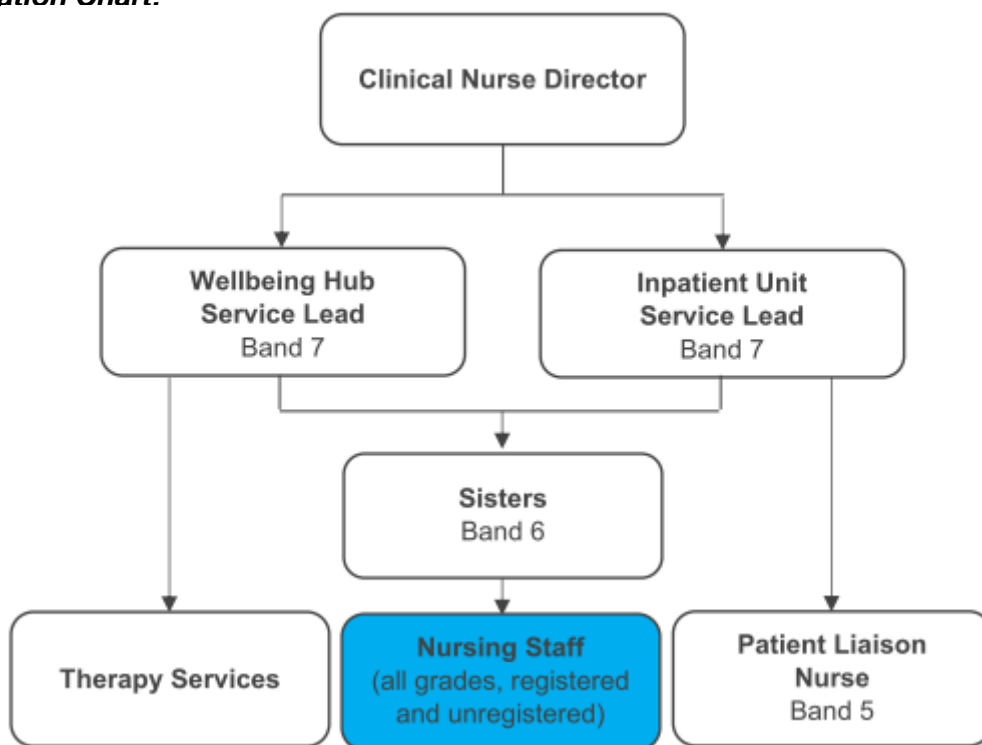 Chart:
Clinical Nurse Director
Wellbeing Hub
Service Lead
Band 7
Inpatient Unit
Service Lead
Band 7
Sisters
Band 6
Therapy Services
Nursing Staff
(all grades, registered
and unregistered)
Patient Liaison
Nurse
Band 5